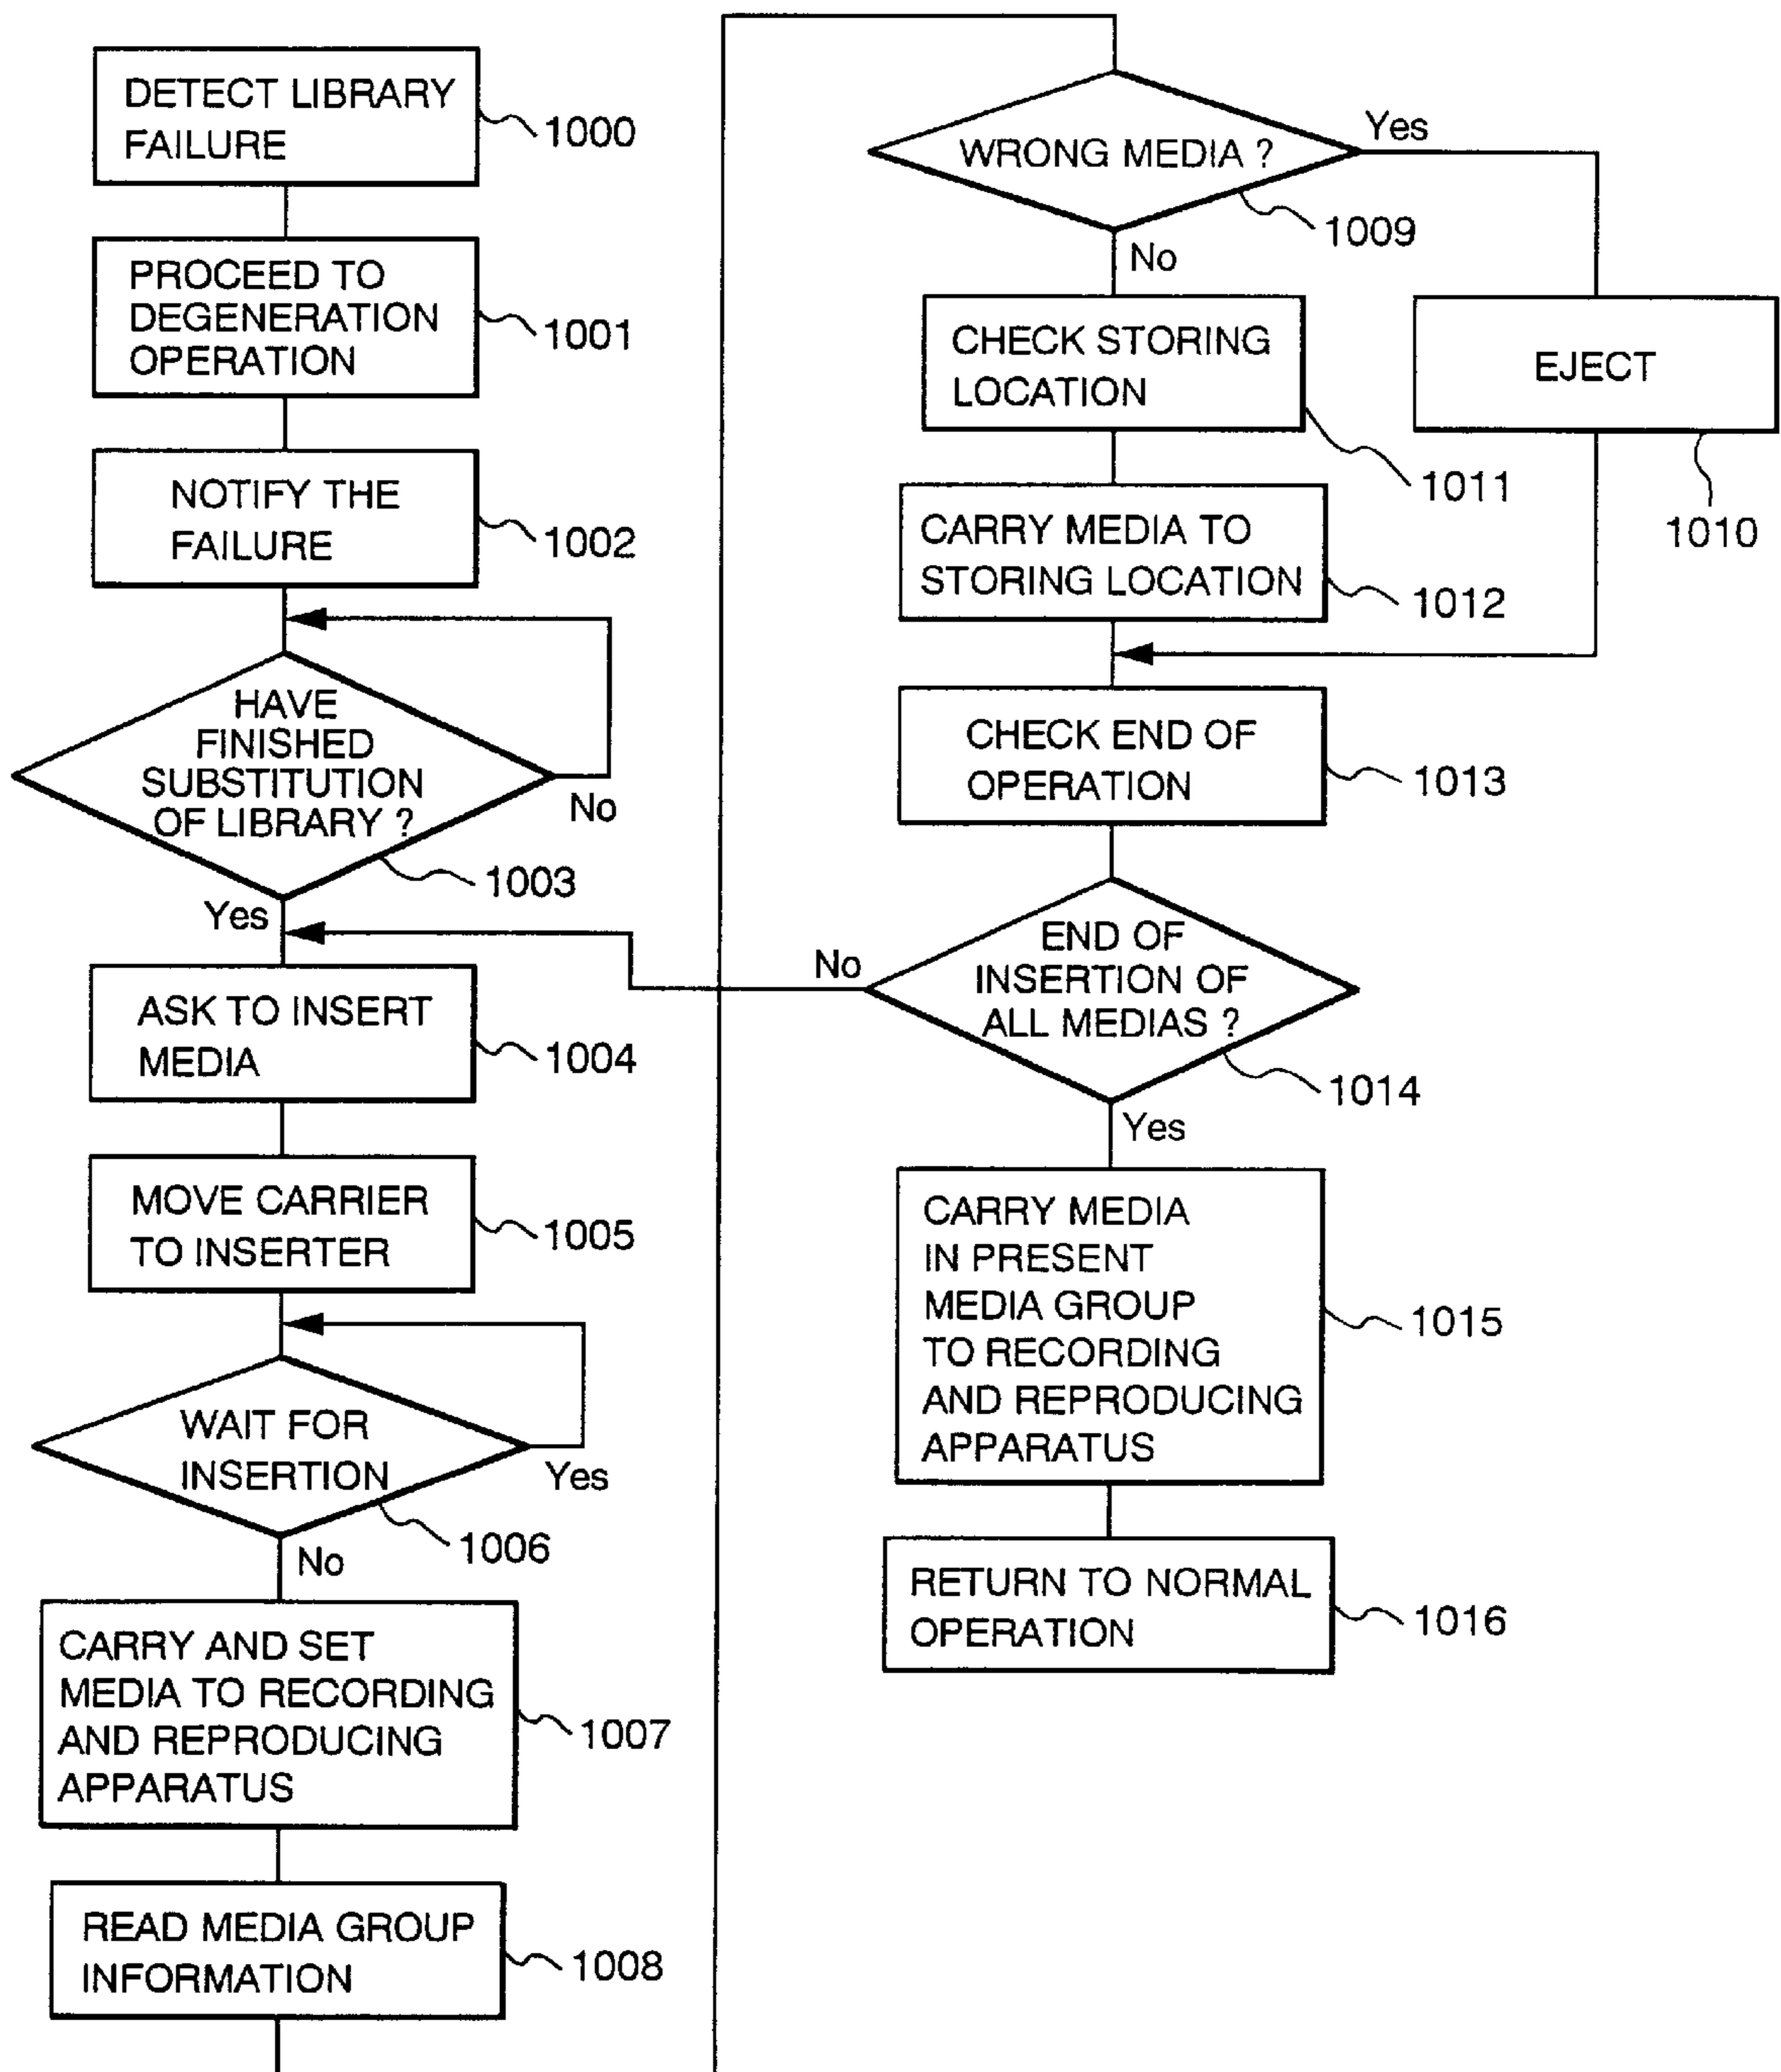 DETECT LIBRARY
FAILURE
1000
PROCEED TO
DEGENERATION
OPERATION
1001
NOTIFY THE
FAILURE
1002
HAVE
FINISHED
SUBSTITUTION
OF LIBRARY ?
No
1003
Yes
ASK TO INSERT
MEDIA
1004
MOVE CARRIER
TO INSERTER
1005
WAIT FOR
INSERTION
Yes
1006
No
CARRY AND SET
MEDIA TO RECORDING
AND REPRODUCING
APPARATUS
1007
READ MEDIA GROUP
INFORMATION
1008
WRONG MEDIA ?
Yes
1009
No
CHECK STORING
LOCATION
1011
EJECT
1010
CARRY MEDIA TO
STORING LOCATION
1012
CHECK END OF
OPERATION
1013
END OF
INSERTION OF
ALL MEDIAS ?
No
1014
Yes
CARRY MEDIA
IN PRESENT
MEDIA GROUP
TO RECORDING
AND REPRODUCING
APPARATUS
1015
RETURN TO NORMAL
OPERATION
1016